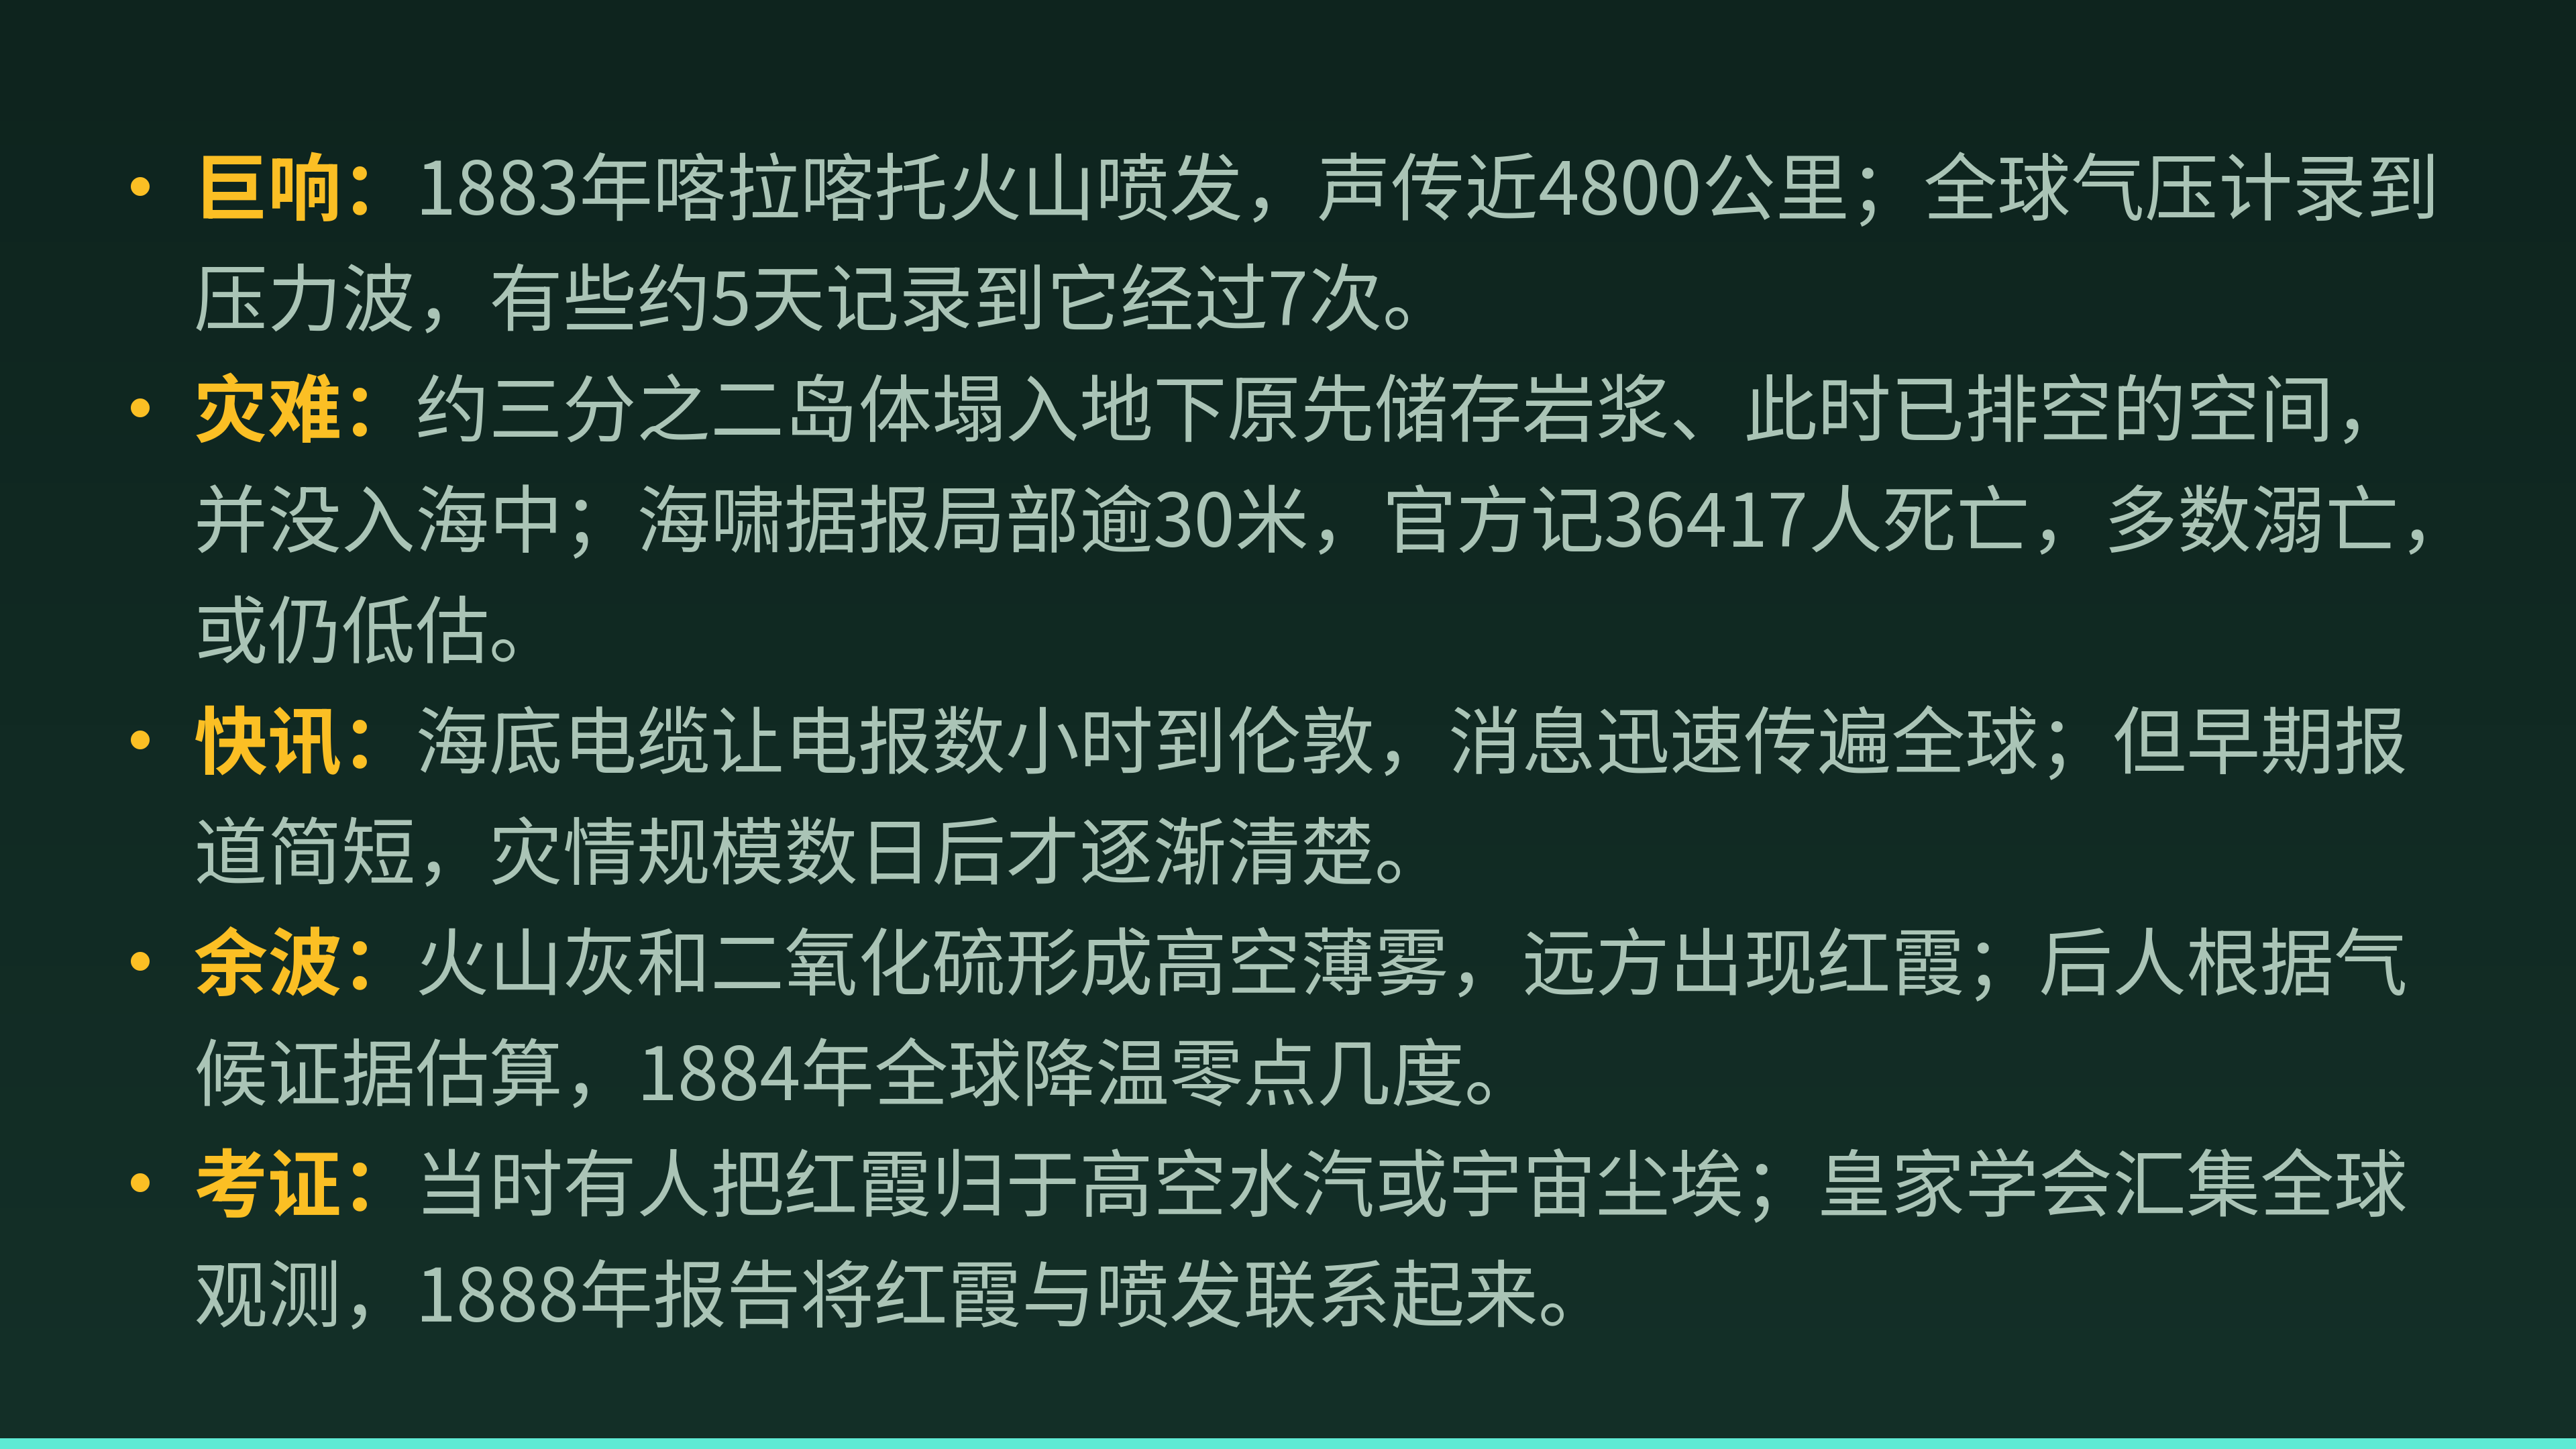 • 巨响：1883年喀拉喀托火山喷发，声传近4800公里；全球气压计录到
压力波，有些约5天记录到它经过7次。
• 灾难：约三分之二岛体塌入地下原先储存岩浆、此时已排空的空间，
并没入海中；海啸据报局部逾30米，官方记36417人死亡，多数溺亡，
或仍低估。
• 快讯：海底电缆让电报数小时到伦敦，消息迅速传遍全球；但早期报
道简短，灾情规模数日后才逐渐清楚。
• 余波：火山灰和二氧化硫形成高空薄雾，远方出现红霞；后人根据气
候证据估算，1884年全球降温零点几度。
• 考证：当时有人把红霞归于高空水汽或宇宙尘埃；皇家学会汇集全球
观测，1888年报告将红霞与喷发联系起来。